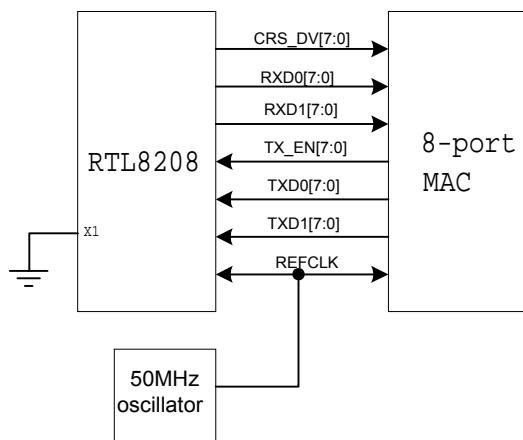 CRS_DV[7:0]
RXD0[7:0]
RXD1[7:0]
TX_EN[7:0]
TXD0[7:0]
TXD1[7:0]
REFCLK
RTL8208
X1
8-port
MAC
50MHz
oscillator